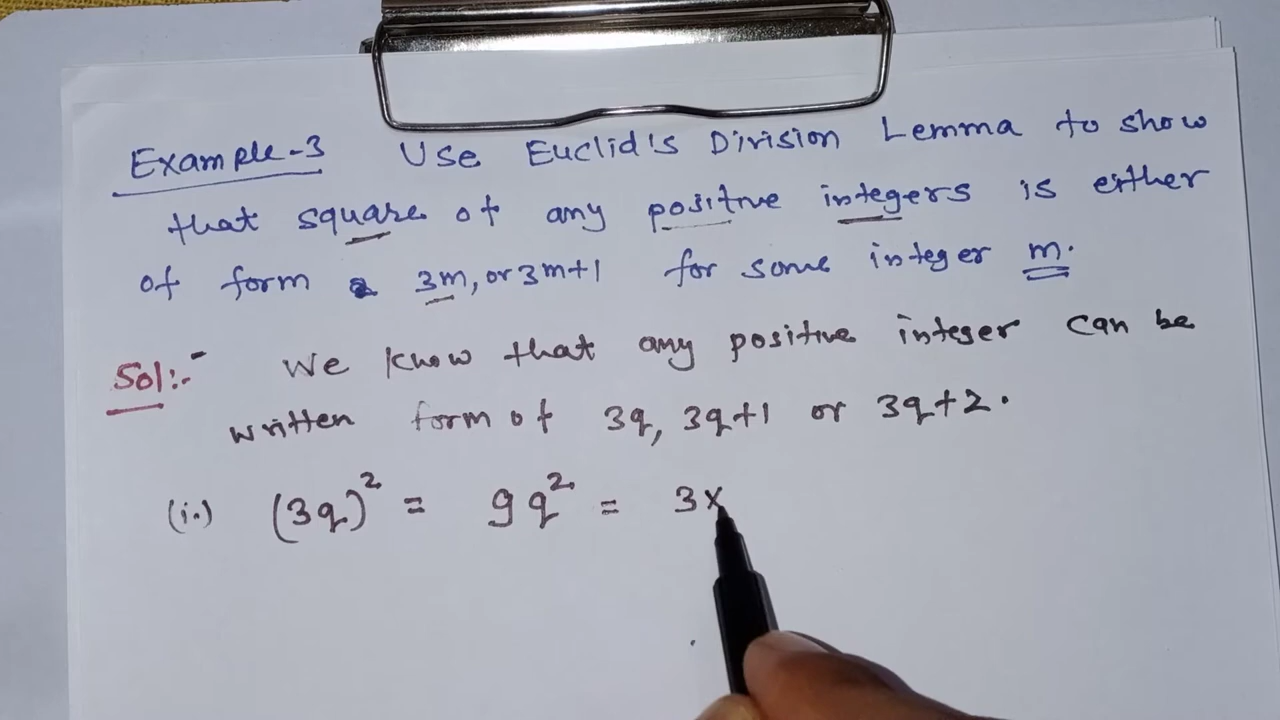 Example-3 Use Euclid's Division Lemma to show
that square of any positive integers is either
of form 3m, or 3m+1 for some integer m.
Sol:- We know that any positive integer can be
written form of 3q, 3q+1 or 3q+2.
(i.) (3q)² = 9q² = 3×